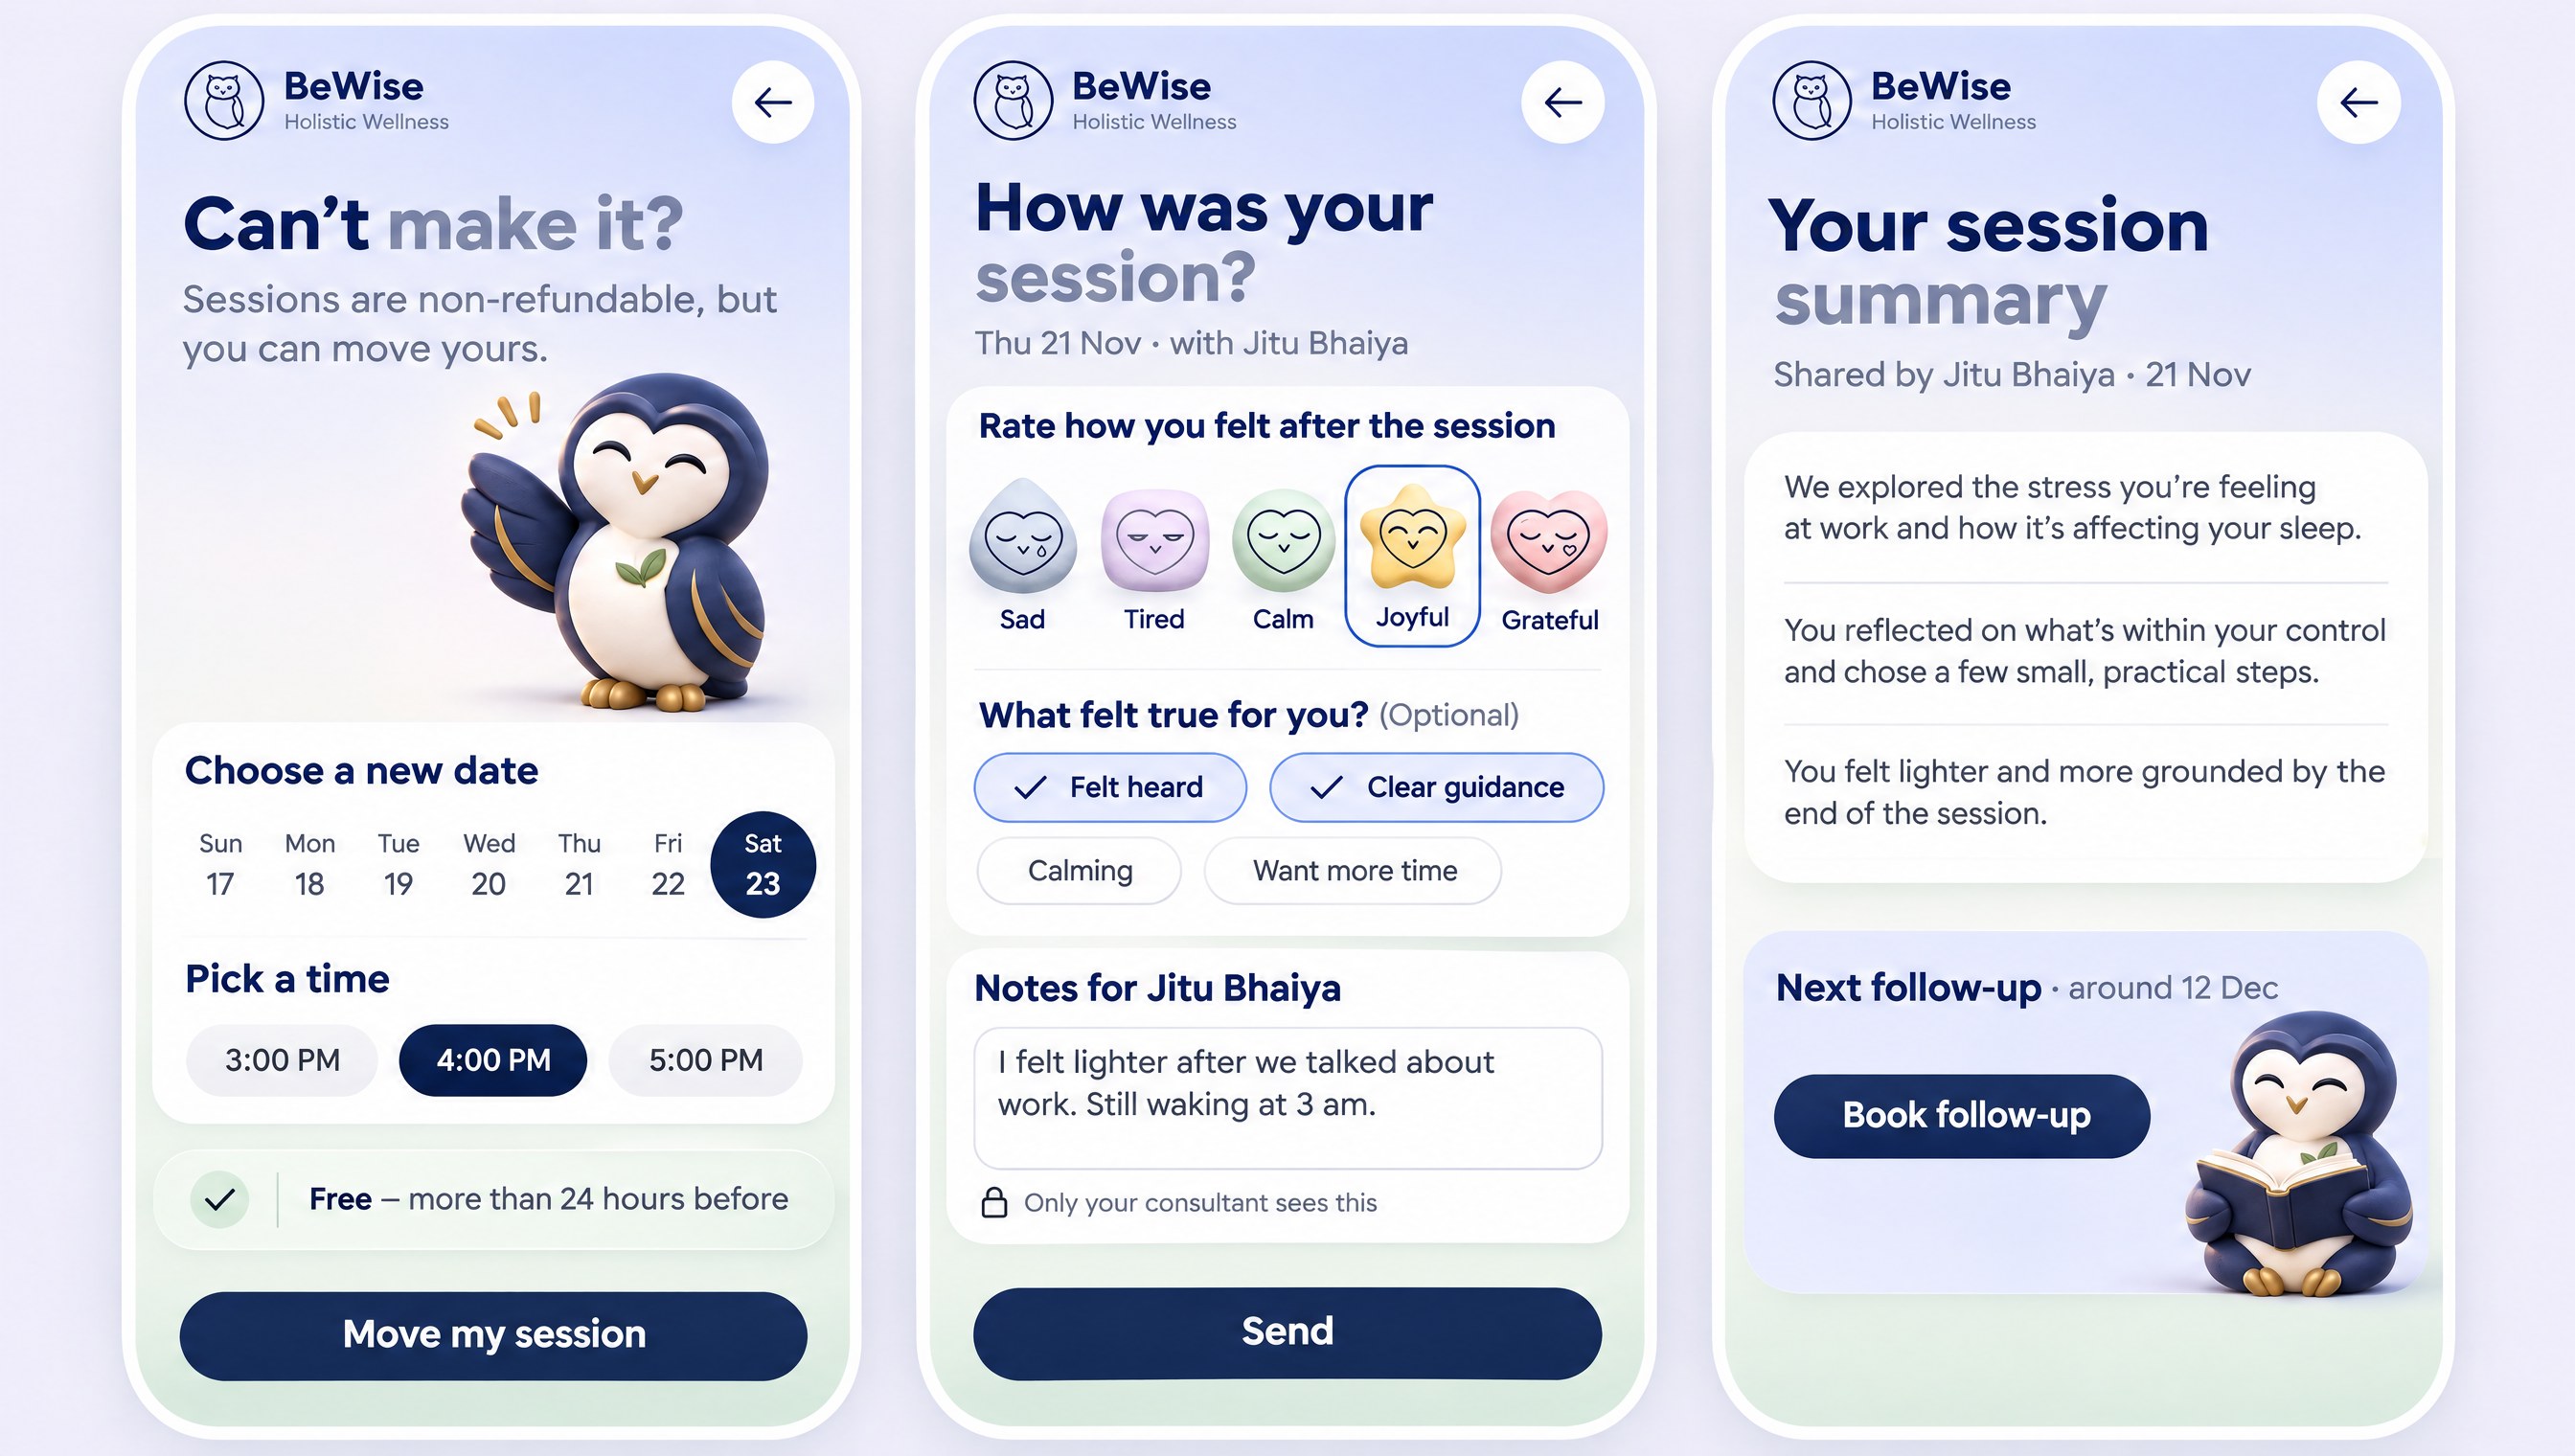 BeWise
Holistic Wellness
Can’t make it?
Sessions are non-refundable, but
you can move yours.
Choose a new date
Sun Mon Tue Wed Thu Fri Sat
17 18 19 20 21 22 23
Pick a time
3:00 PM 4:00 PM 5:00 PM
Free – more than 24 hours before
Move my session
BeWise
Holistic Wellness
How was your
session?
Thu 21 Nov · with Jitu Bhaiya
Rate how you felt after the session
Sad Tired Calm Joyful Grateful
What felt true for you? (Optional)
Felt heard Clear guidance
Calming Want more time
Notes for Jitu Bhaiya
I felt lighter after we talked about
work. Still waking at 3 am.
Only your consultant sees this
Send
BeWise
Holistic Wellness
Your session
summary
Shared by Jitu Bhaiya · 21 Nov
We explored the stress you’re feeling
at work and how it’s affecting your sleep.
You reflected on what’s within your control
and chose a few small, practical steps.
You felt lighter and more grounded by the
end of the session.
Next follow-up · around 12 Dec
Book follow-up